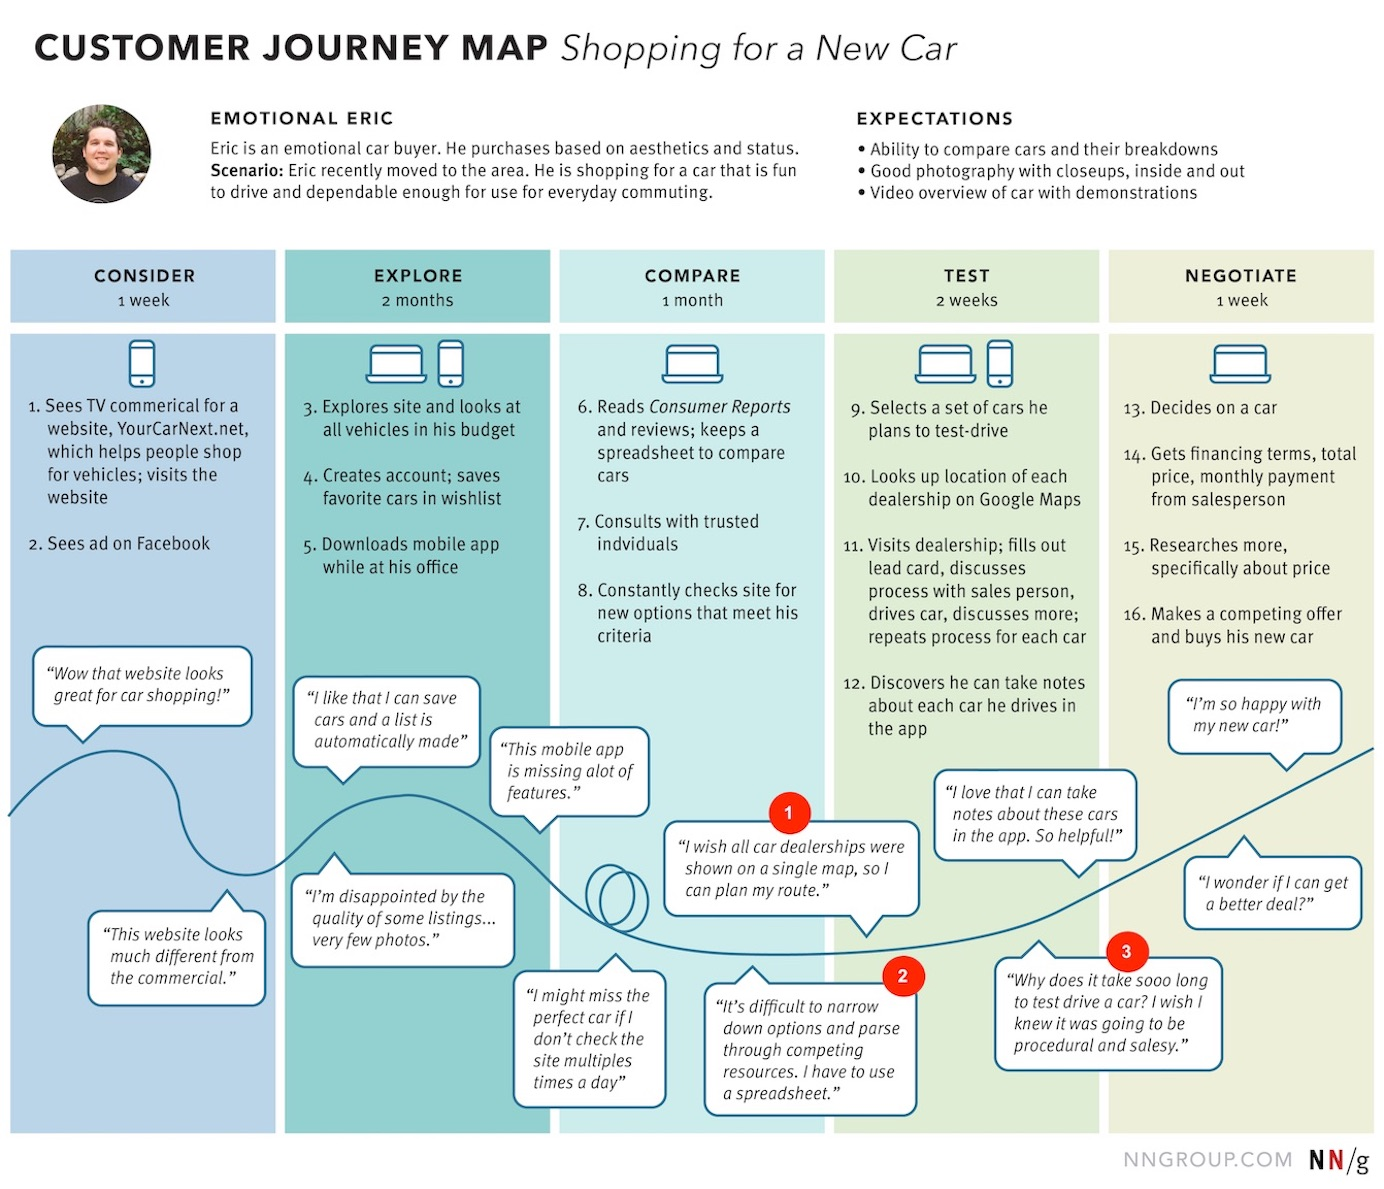 CUSTOMER JOURNEY MAP Shopping for a New Car
EMOTIONAL ERIC
Eric is an emotional car buyer. He purchases based on aesthetics and status.
Scenario: Eric recently moved to the area. He is shopping for a car that is fun
to drive and dependable enough for use for everyday commuting.
EXPECTATIONS
• Ability to compare cars and their breakdowns
• Good photography with closeups, inside and out
• Video overview of car with demonstrations
CONSIDER
1 week
EXPLORE
2 months
COMPARE
1 month
TEST
2 weeks
NEGOTIATE
1 week
1. Sees TV commerical for a
website, YourCarNext.net,
which helps people shop
for vehicles; visits the
website
2. Sees ad on Facebook
3. Explores site and looks at
all vehicles in his budget
4. Creates account; saves
favorite cars in wishlist
5. Downloads mobile app
while at his office
6. Reads Consumer Reports
and reviews; keeps a
spreadsheet to compare
cars
7. Consults with trusted
indviduals
8. Constantly checks site for
new options that meet his
criteria
9. Selects a set of cars he
plans to test-drive
10. Looks up location of each
dealership on Google Maps
11. Visits dealership; fills out
lead card, discusses
process with sales person,
drives car, discusses more;
repeats process for each car
12. Discovers he can take notes
about each car he drives in
the app
13. Decides on a car
14. Gets financing terms, total
price, monthly payment
from salesperson
15. Researches more,
specifically about price
16. Makes a competing offer
and buys his new car
“Wow that website looks
great for car shopping!”
“This website looks
much different from
the commercial.”
“I like that I can save
cars and a list is
automatically made”
“I'm disappointed by the
quality of some listings...
very few photos.”
“This mobile app
is missing alot of
features.”
“I might miss the
perfect car if I
don't check the
site multiples
times a day”
1
“I wish all car dealerships were
shown on a single map, so I
can plan my route.”
2
“It's difficult to narrow
down options and parse
through competing
resources. I have to use
a spreadsheet.”
“I love that I can take
notes about these cars
in the app. So helpful!”
3
“Why does it take sooo long
to test drive a car? I wish I
knew it was going to be
procedural and salesy.”
“I'm so happy with
my new car!”
“I wonder if I can get
a better deal?”
NNGROUP.COM NN/g